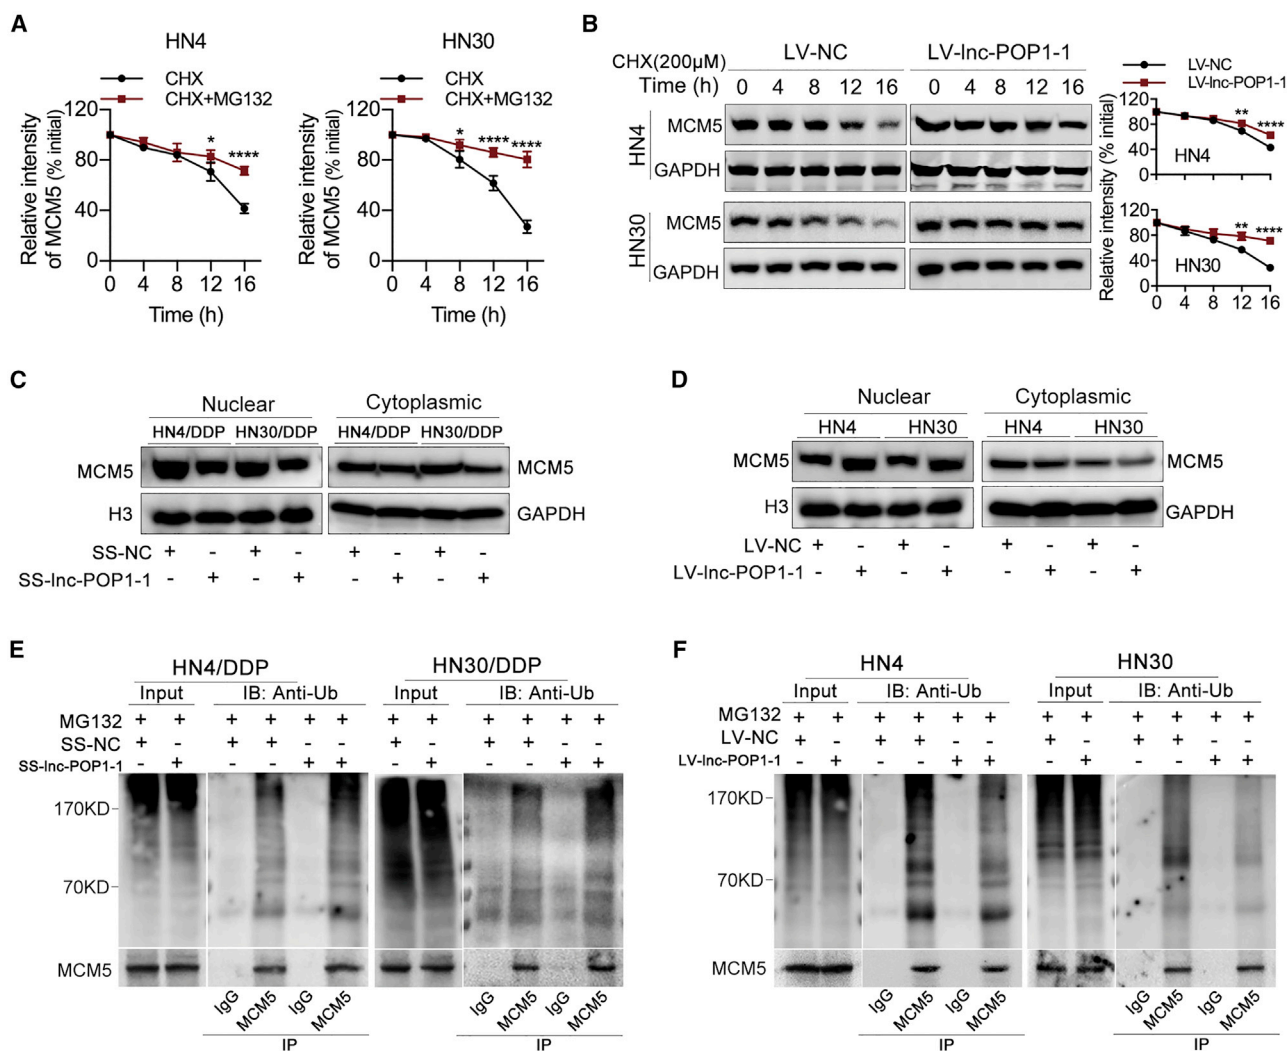 A
HN4
CHX
CHX+MG132
Relative intensity
of MCM5 (% initial)
120
80
40
0
* ****
0 4 8 12 16
Time (h)
HN30
CHX
CHX+MG132
Relative intensity
of MCM5 (% initial)
120
80
40
0
* **** ****
0 4 8 12 16
Time (h)
B
LV-NC LV-lnc-POP1-1
CHX(200μM)
Time (h) 0 4 8 12 16 0 4 8 12 16
HN4
MCM5
GAPDH
HN30
MCM5
GAPDH
LV-NC
LV-lnc-POP1-1
Relative intensity (% initial)
120
80
40
0
** ****
HN4
120
80
40
0
** ****
HN30
0 4 8 12 16
C
Nuclear Cytoplasmic
HN4/DDP HN30/DDP HN4/DDP HN30/DDP
MCM5 MCM5
H3 GAPDH
SS-NC + - + - + - + -
SS-lnc-POP1-1 - + - + - + - +
D
Nuclear Cytoplasmic
HN4 HN30 HN4 HN30
MCM5 MCM5
H3 GAPDH
LV-NC + - + - + - + -
LV-lnc-POP1-1 - + - + - + - +
E
HN4/DDP HN30/DDP
Input IB: Anti-Ub Input IB: Anti-Ub
MG132 + + + + + + + + + + + +
SS-NC + - + + - - + - + + - -
SS-lnc-POP1-1 - + - - + + - + - - + +
170KD
70KD
MCM5
IgG MCM5 IgG MCM5 IgG MCM5 IgG MCM5
IP IP
F
HN4 HN30
Input IB: Anti-Ub Input IB: Anti-Ub
MG132 + + + + + + + + + + + +
LV-NC + - + + - - + - + + - -
LV-lnc-POP1-1 - + - - + + - + - - + +
170KD
70KD
MCM5
IgG MCM5 IgG MCM5 IgG MCM5 IgG MCM5
IP IP